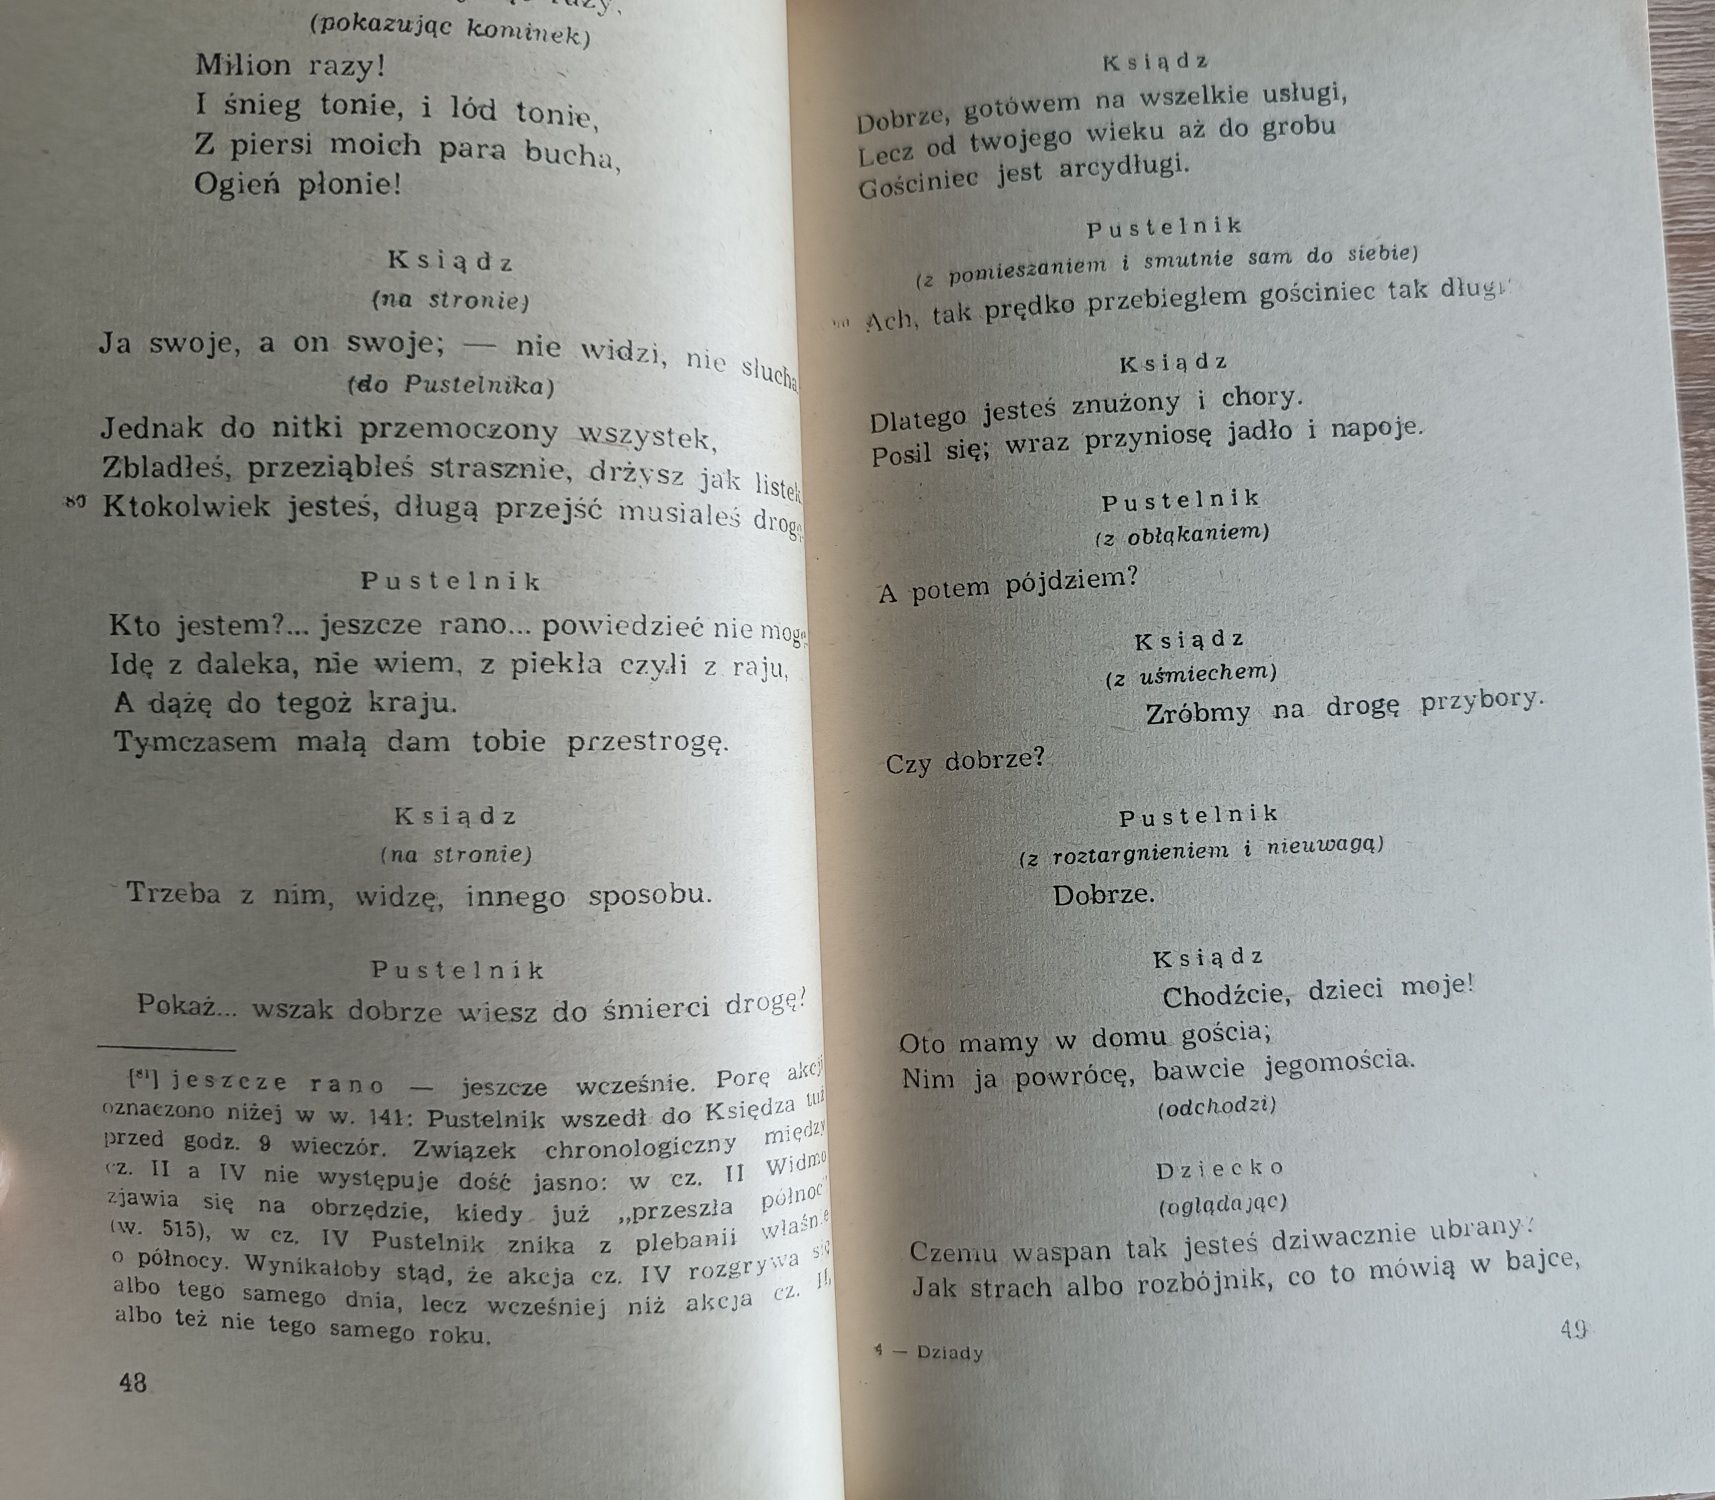 (pokazując kominek)
Milion razy!
I śnieg tonie, i lód tonie,
Z piersi moich para bucha,
Ogień płonie!
Ksiądz
(na stronie)
Ja swoje, a on swoje; — nie widzi, nie słucha
(do Pustelnika)
Jednak do nitki przemoczony wszystek,
Zbladłeś, przeziąbłeś strasznie, drżysz jak listek
80 Ktokolwiek jesteś, długą przejść musiałeś drogę
Pustelnik
Kto jestem?... jeszcze rano... powiedzieć nie mogę
Idę z daleka, nie wiem, z piekła czyli z raju,
A dążę do tegoż kraju.
Tymczasem małą dam tobie przestrogę.
Ksiądz
(na stronie)
Trzeba z nim, widzę, innego sposobu.
Pustelnik
Pokaż... wszak dobrze wiesz do śmierci drogę?
[81] jeszcze rano — jeszcze wcześnie. Porę akcji
oznaczono niżej w w. 141: Pustelnik wszedł do Księdza tuż
przed godz. 9 wieczór. Związek chronologiczny między
cz. II a IV nie występuje dość jasno: w cz. II Widmo
zjawia się na obrzędzie, kiedy już „przeszła północ"
(w. 515), w cz. IV Pustelnik znika z plebanii właśnie
o północy. Wynikałoby stąd, że akcja cz. IV rozgrywa się
albo tego samego dnia, lecz wcześniej niż akcja cz. II,
albo też nie tego samego roku.
48
Ksiądz
Dobrze, gotówem na wszelkie usługi,
Lecz od twojego wieku aż do grobu
Gościniec jest arcydługi.
Pustelnik
(z pomieszaniem i smutnie sam do siebie)
Ach, tak prędko przebiegłem gościniec tak długi
Ksiądz
Dlatego jesteś znużony i chory.
Posil się; wraz przyniosę jadło i napoje.
Pustelnik
(z obłąkaniem)
A potem pójdziem?
Ksiądz
(z uśmiechem)
Zróbmy na drogę przybory.
Czy dobrze?
Pustelnik
(z roztargnieniem i nieuwagą)
Dobrze.
Ksiądz
Chodźcie, dzieci moje!
Oto mamy w domu gościa;
Nim ja powrócę, bawcie jegomościa.
(odchodzi)
Dziecko
(oglądając)
Czemu waspan tak jesteś dziwacznie ubrany?
Jak strach albo rozbójnik, co to mówią w bajce,
4 — Dziady
49